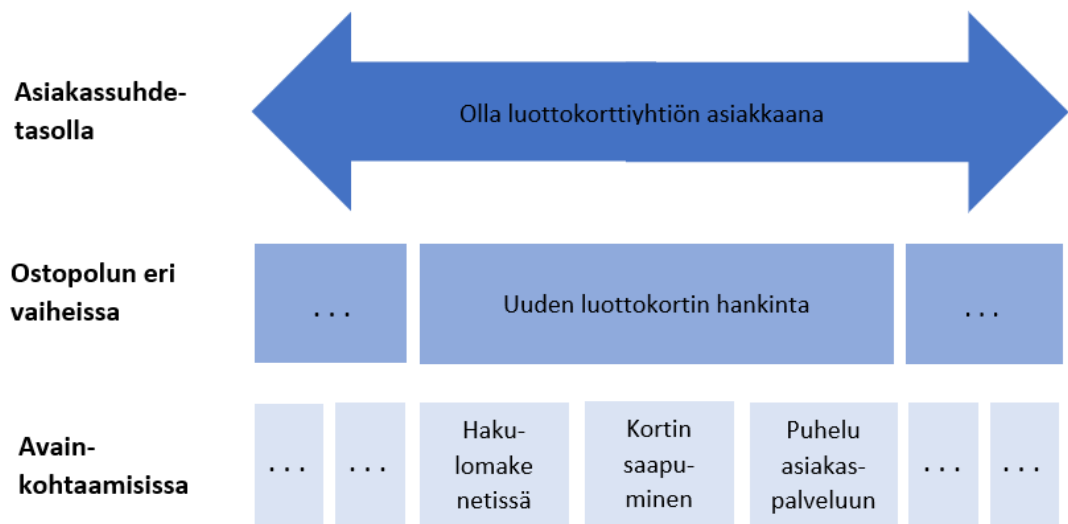 Asiakassuhde-
tasolla
Olla luottokorttiyhtiön asiakkaana
Ostopolun eri
vaiheissa
. . .
Uuden luottokortin hankinta
. . .
Avain-
kohtaamisissa
. . .
. . .
Haku-
lomake
netissä
Kortin
saapu-
minen
Puhelu
asiakas-
palveluun
. . .
. . .